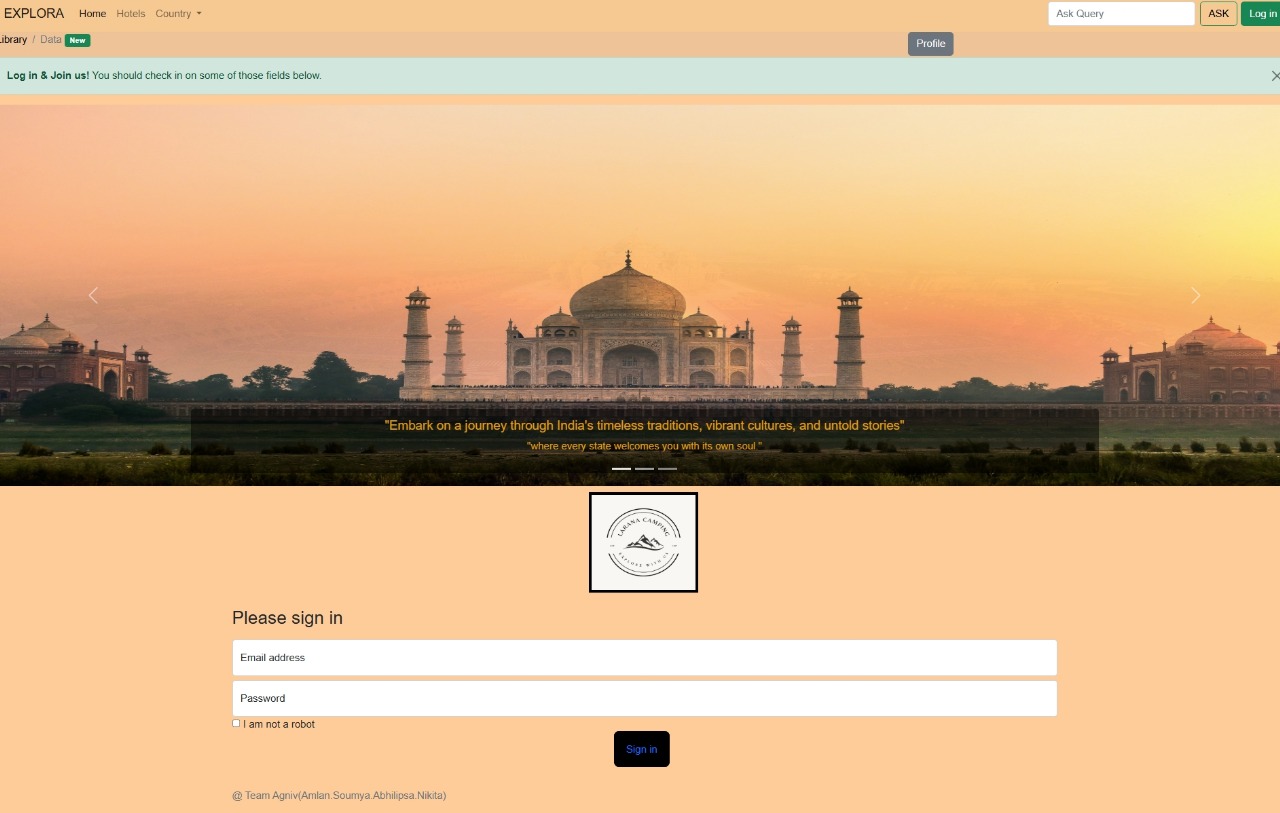 EXPLORA Home Hotels Country Ask Query ASK Log in
Library / Data New Profile
Log in & Join us! You should check in on some of those fields below.
"Embark on a journey through India's timeless traditions, vibrant cultures, and untold stories"
"where every state welcomes you with its own soul."
LARANA CAMPING
EXPLORE WITH US
Please sign in
Email address
Password
I am not a robot
Sign in
@ Team Agniv(Amlan.Soumya.Abhilipsa.Nikita)